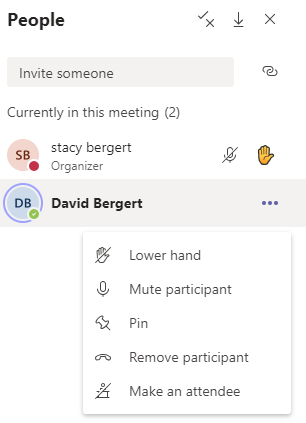 People
Invite someone
Currently in this meeting (2)
SB
stacy bergert
Organizer
DB
David Bergert
Lower hand
Mute participant
Pin
Remove participant
Make an attendee